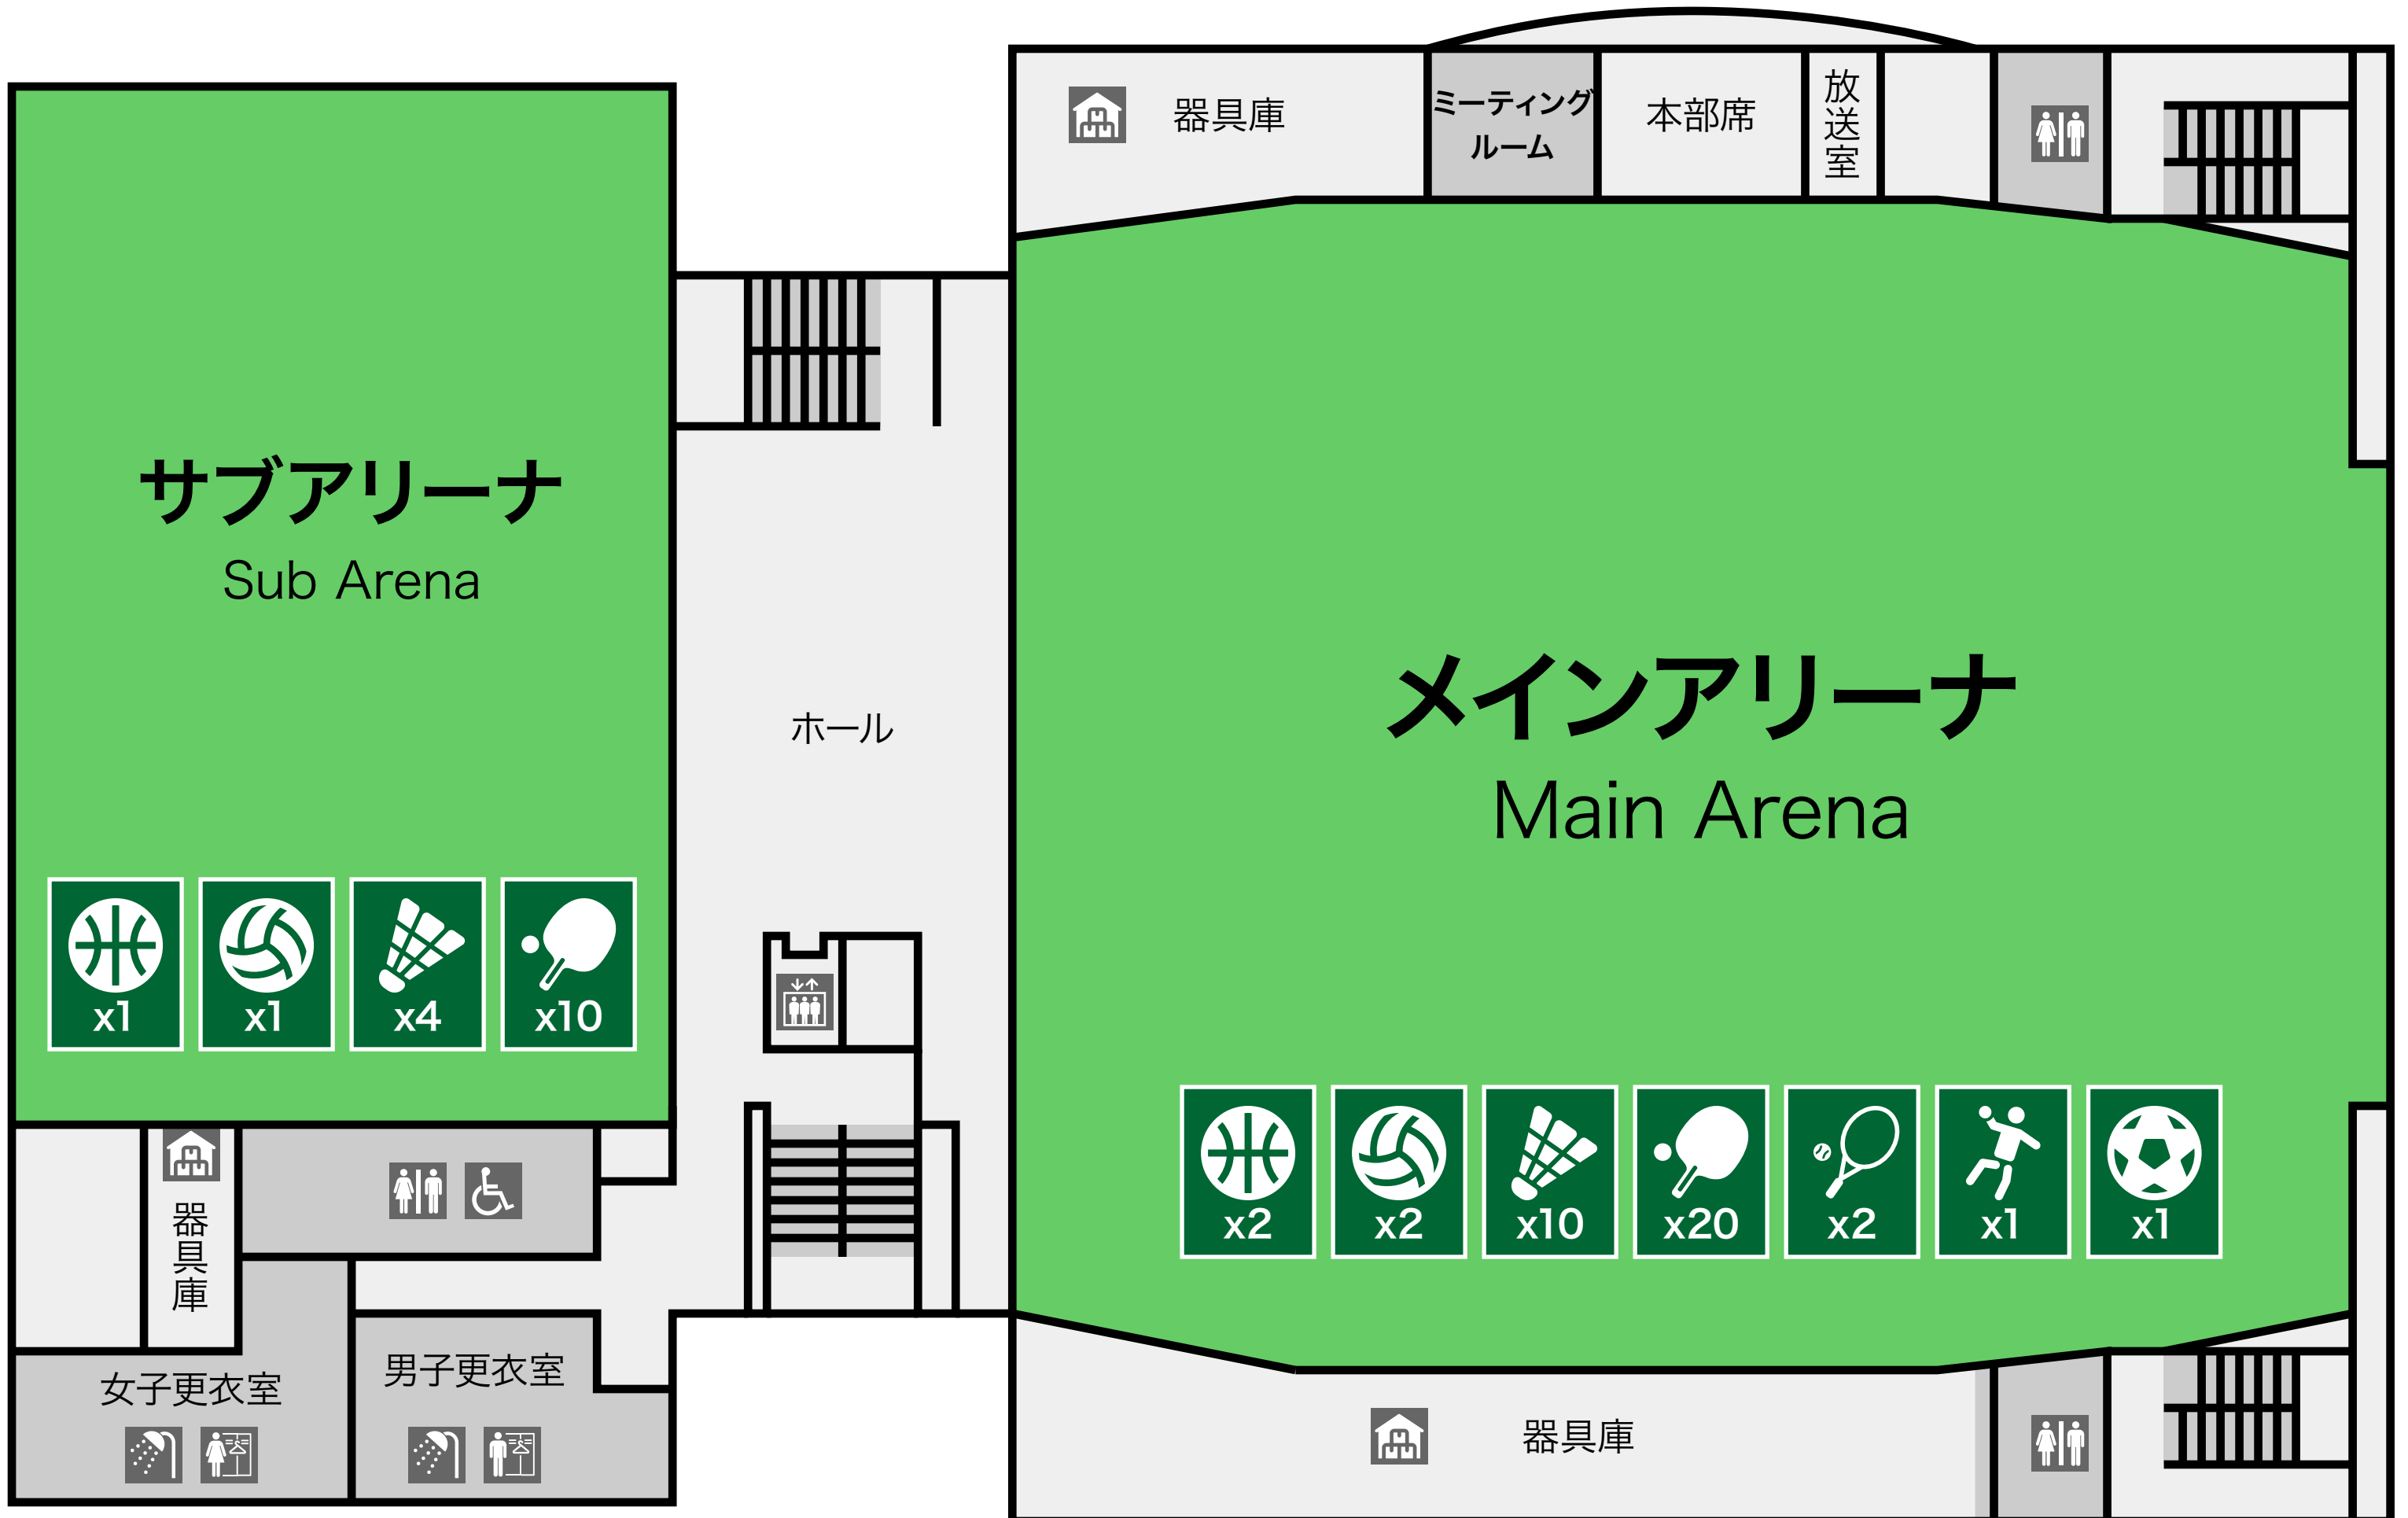 器具庫
ミーティング
ルーム
本部席
放送室
サブアリーナ
Sub Arena
ホール
メインアリーナ
Main Arena
x1
x1
x4
x10
x2
x2
x10
x20
x2
x1
x1
器具庫
女子更衣室
男子更衣室
器具庫